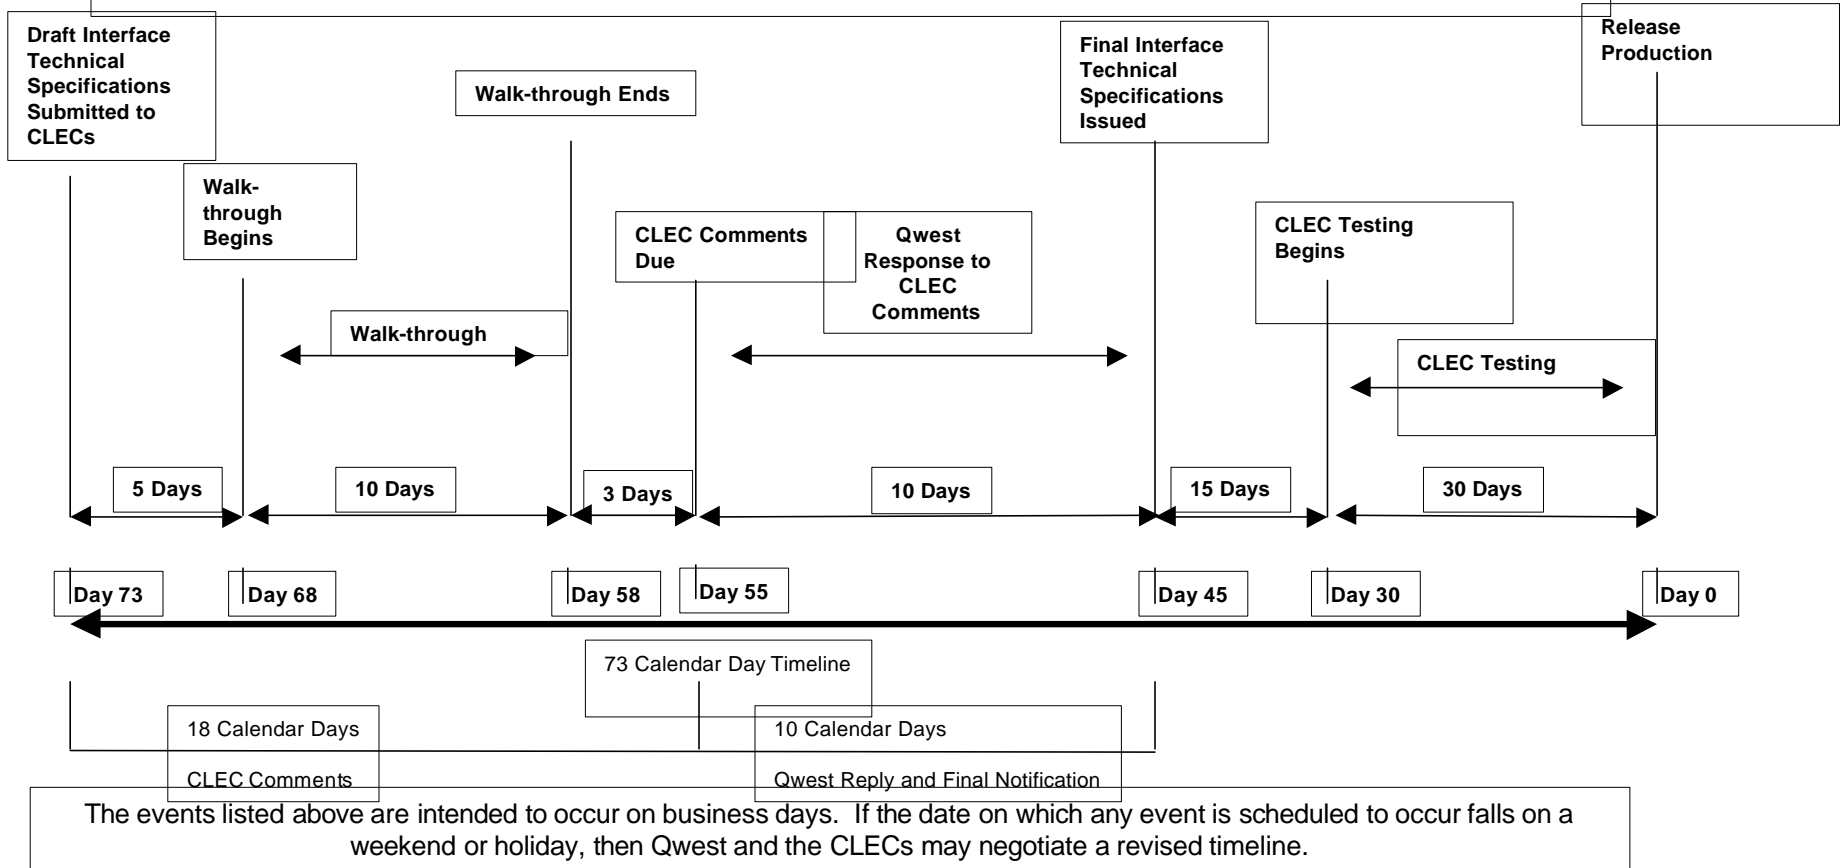 Draft Interface
Technical
Specifications
Submitted to
CLECs
Walk-
through
Begins
Walk-through Ends
Walk-through
CLEC Comments
Due
Qwest
Response to
CLEC
Comments
Final Interface
Technical
Specifications
Issued
CLEC Testing
Begins
CLEC Testing
Release
Production
5 Days
10 Days
3 Days
10 Days
15 Days
30 Days
Day 73
Day 68
Day 58
Day 55
Day 45
Day 30
Day 0
73 Calendar Day Timeline
18 Calendar Days
CLEC Comments
10 Calendar Days
Qwest Reply and Final Notification
The events listed above are intended to occur on business days.  If the date on which any event is scheduled to occur falls on a
weekend or holiday, then Qwest and the CLECs may negotiate a revised timeline.